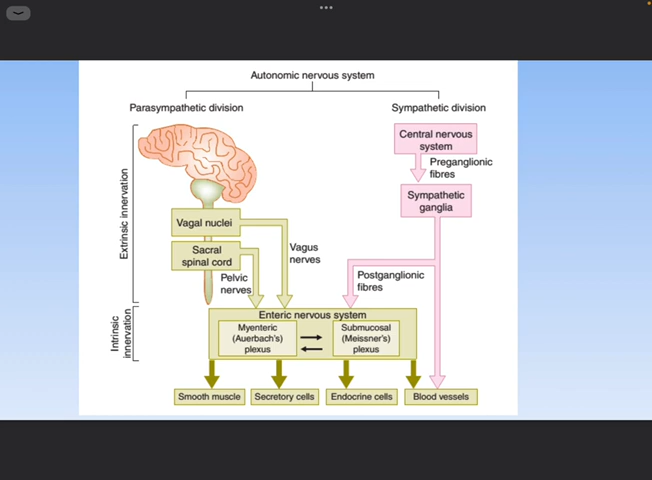 Autonomic nervous system
Parasympathetic division
Sympathetic division
Extrinsic innervation
Central nervous
system
Preganglionic
fibres
Sympathetic
ganglia
Vagal nuclei
Sacral
spinal cord
Vagus
nerves
Pelvic
nerves
Postganglionic
fibres
Intrinsic
innervation
Enteric nervous system
Myenteric
(Auerbach's)
plexus
Submucosal
(Meissner's)
plexus
Smooth muscle
Secretory cells
Endocrine cells
Blood vessels